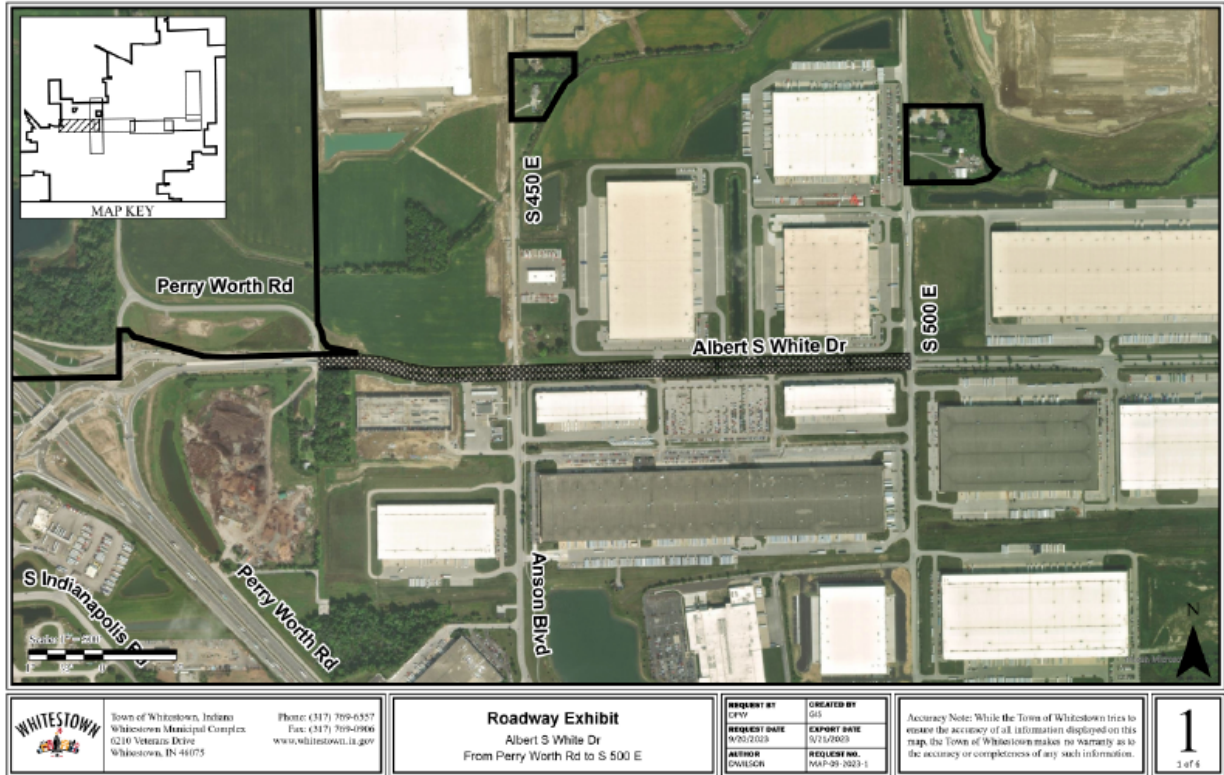 MAP KEY
S 450 E
Perry Worth Rd
Albert S White Dr
S 500 E
S Indianapolis Rd
Perry Worth Rd
Anson Blvd
N
WHITESTOWN
Town of Whitestown, Indiana
Whitestown Municipal Complex
6210 Veterans Drive
Whitestown, IN 46075
Phone: (317) 769-6557
Fax: (317) 769-6906
www.whitestown.in.gov
Roadway Exhibit
Albert S White Dr
From Perry Worth Rd to S 500 E
REQUEST BY
DPW
CREATED BY
GIS
REQUEST DATE
9/20/2023
EXPORT DATE
9/21/2023
AUTHOR
DWILSON
REQUEST NO.
MAP-09-2023-1
Accuracy Note: While the Town of Whitestown tries to
ensure the accuracy of all information displayed on this
map, the Town of Whitestown makes no warranty as to
the accuracy or completeness of any such information.
1
1 of 6